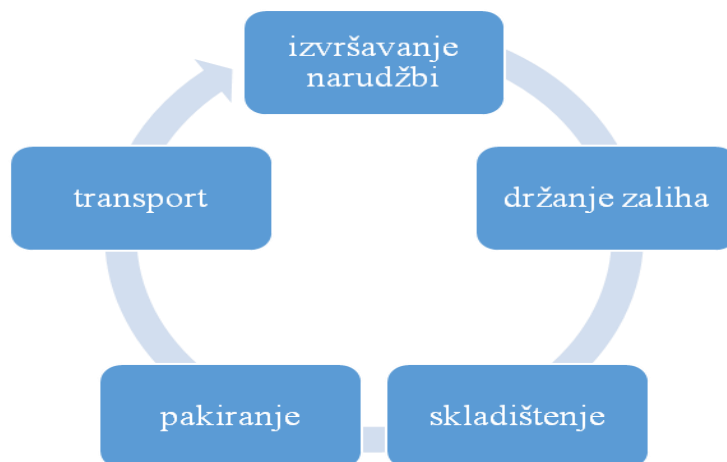 izvršavanje
narudžbi
držanje zaliha
skladištenje
pakiranje
transport